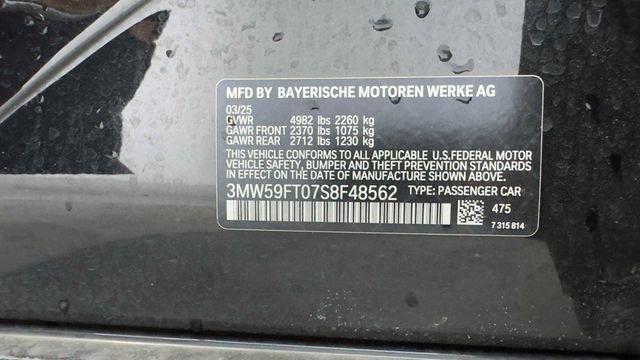 MFD BY BAYERISCHE MOTOREN WERKE AG
03/25
GVWR 4982 lbs 2260 kg
GAWR FRONT 2370 lbs 1075 kg
GAWR REAR 2712 lbs 1230 kg
THIS VEHICLE CONFORMS TO ALL APPLICABLE U.S.FEDERAL MOTOR
VEHICLE SAFETY, BUMPER AND THEFT PREVENTION STANDARDS
IN EFFECT ON THE DATE OF MANUFACTURE SHOWN ABOVE.
3MW59FT07S8F48562 TYPE: PASSENGER CAR
475
7 315 814